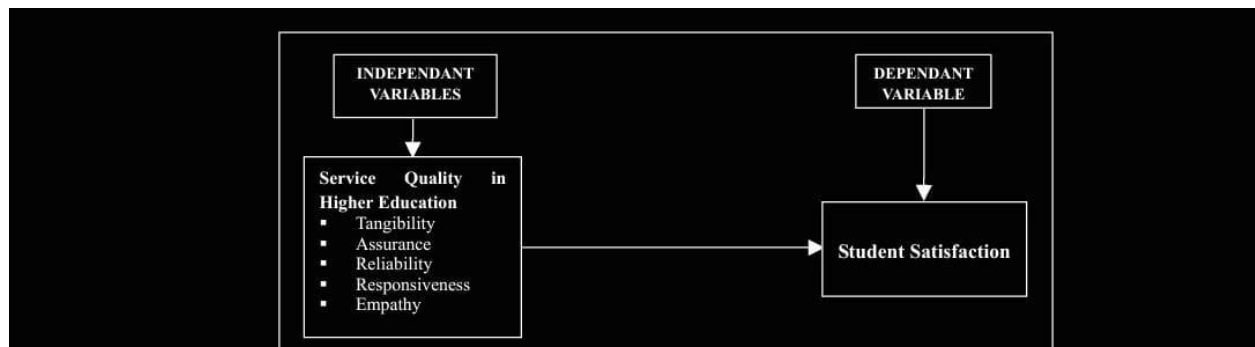 INDEPENDANT
VARIABLES
DEPENDANT
VARIABLE
Service Quality in
Higher Education
▪ Tangibility
▪ Assurance
▪ Reliability
▪ Responsiveness
▪ Empathy
Student Satisfaction